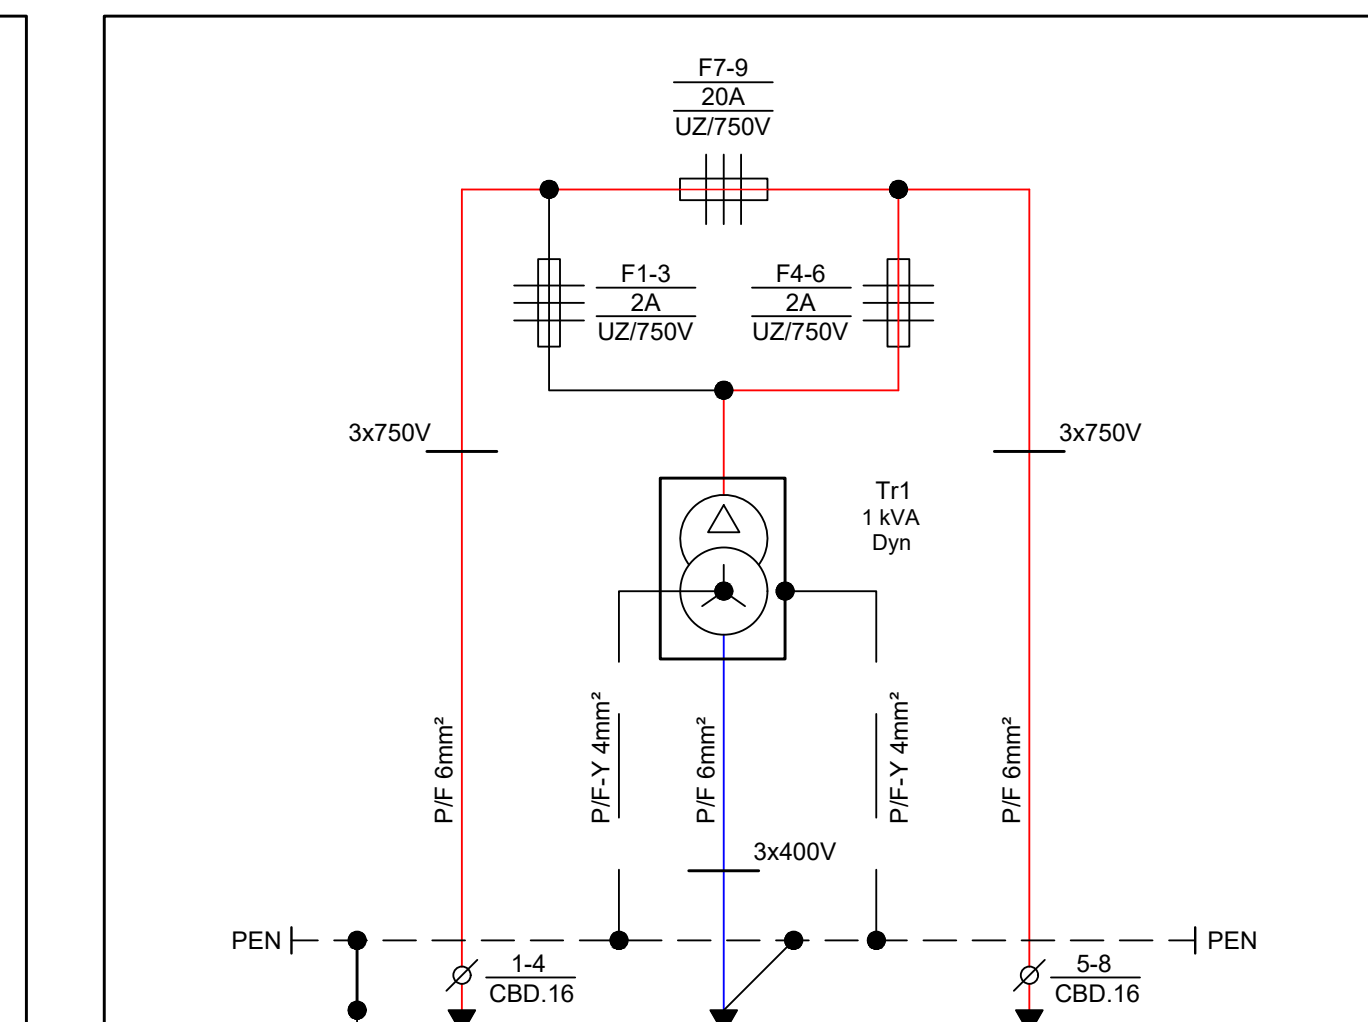 F7-9
20A
UZ/750V
F1-3
2A
UZ/750V
F4-6
2A
UZ/750V
3x750V
3x750V
Tr1
1 kVA
Dyn
P/F 6mm²
P/F-Y 4mm²
P/F 6mm²
P/F-Y 4mm²
P/F 6mm²
3x400V
PEN
PEN
1-4
CBD.16
5-8
CBD.16